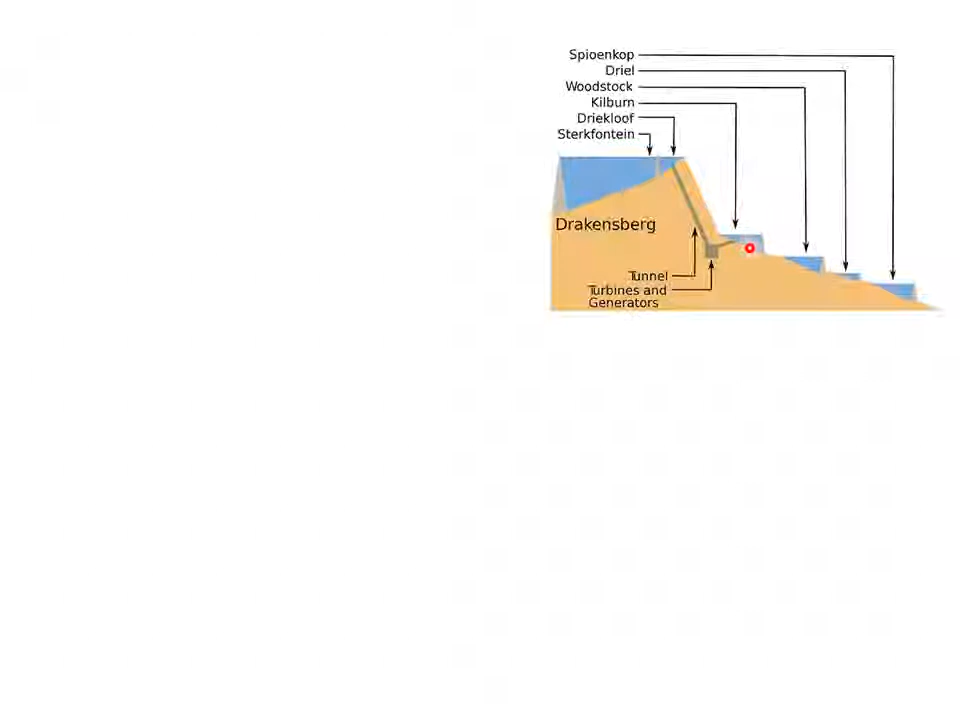 Spioenkop
Driel
Woodstock
Kilburn
Driekloof
Sterkfontein
Drakensberg
Tunnel
Turbines and
Generators